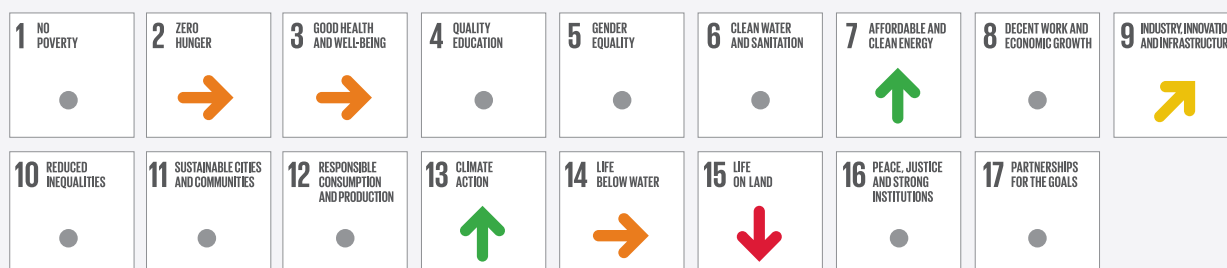 1 NO
POVERTY
2 ZERO
HUNGER
3 GOOD HEALTH
AND WELL-BEING
4 QUALITY
EDUCATION
5 GENDER
EQUALITY
6 CLEAN WATER
AND SANITATION
7 AFFORDABLE AND
CLEAN ENERGY
8 DECENT WORK AND
ECONOMIC GROWTH
9 INDUSTRY, INNOVATIO
AND INFRASTRUCTUR
10 REDUCED
INEQUALITIES
11 SUSTAINABLE CITIES
AND COMMUNITIES
12 RESPONSIBLE
CONSUMPTION
AND PRODUCTION
13 CLIMATE
ACTION
14 LIFE
BELOW WATER
15 LIFE
ON LAND
16 PEACE, JUSTICE
AND STRONG
INSTITUTIONS
17 PARTNERSHIPS
FOR THE GOALS